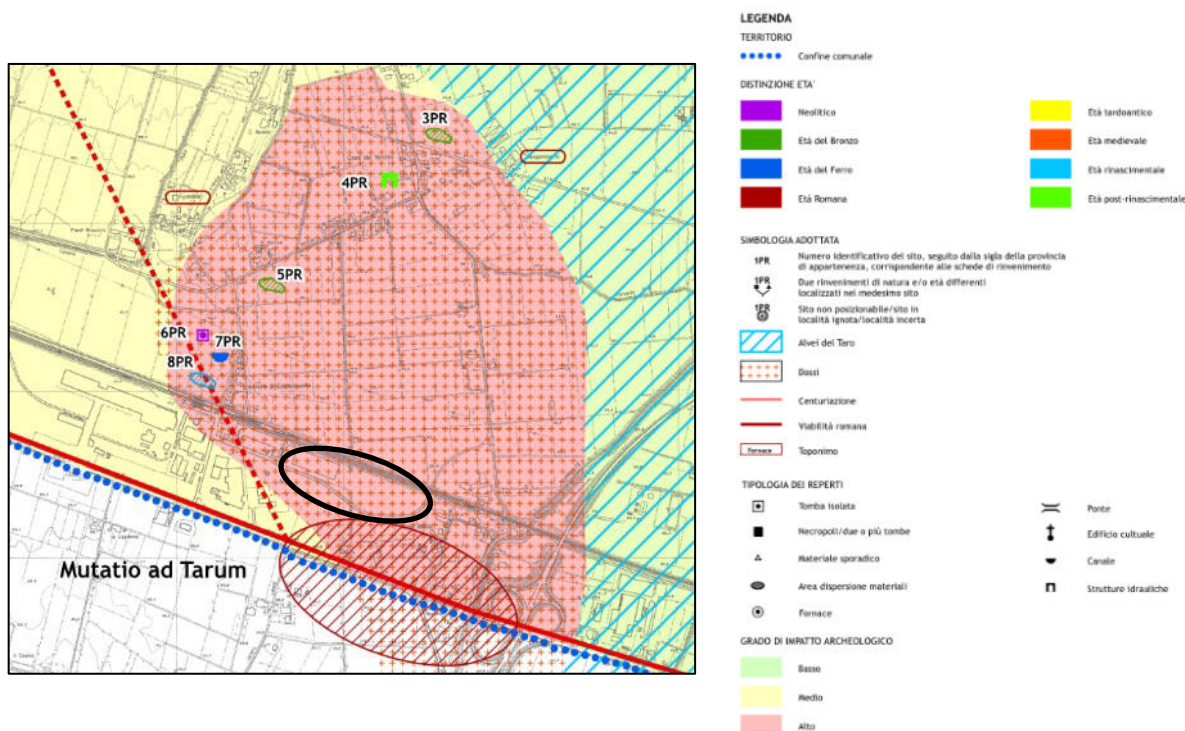 3PR
4PR
5PR
6PR
7PR
8PR
Mutatio ad Tarum
LEGENDA
TERRITORIO
Confine comunale
DISTINZIONE ETA'
Neolitico
Età del Bronzo
Età del Ferro
Età Romana
Età tardoantico
Età medievale
Età rinascimentale
Età post-rinascimentale
SIMBOLOGIA ADOTTATA
1PR
Numero identificativo del sito, seguito dalla sigla della provincia
di appartenenza, corrispondente alle schede di rinvenimento
1PR
Due rinvenimenti di natura e/o età differenti
localizzati nel medesimo sito
1PR
Sito non posizionabile/sito in
località ignota/località incerta
Alvei del Taro
Dossi
Centuriazione
Viabilità romana
Fornace
Toponimo
TIPOLOGIA DEI REPERTI
Tomba isolata
Necropoli/due o più tombe
Materiale sporadico
Area dispersione materiali
Fornace
Ponte
Edificio cultuale
Canale
Strutture idrauliche
GRADO DI IMPATTO ARCHEOLOGICO
Basso
Medio
Alto